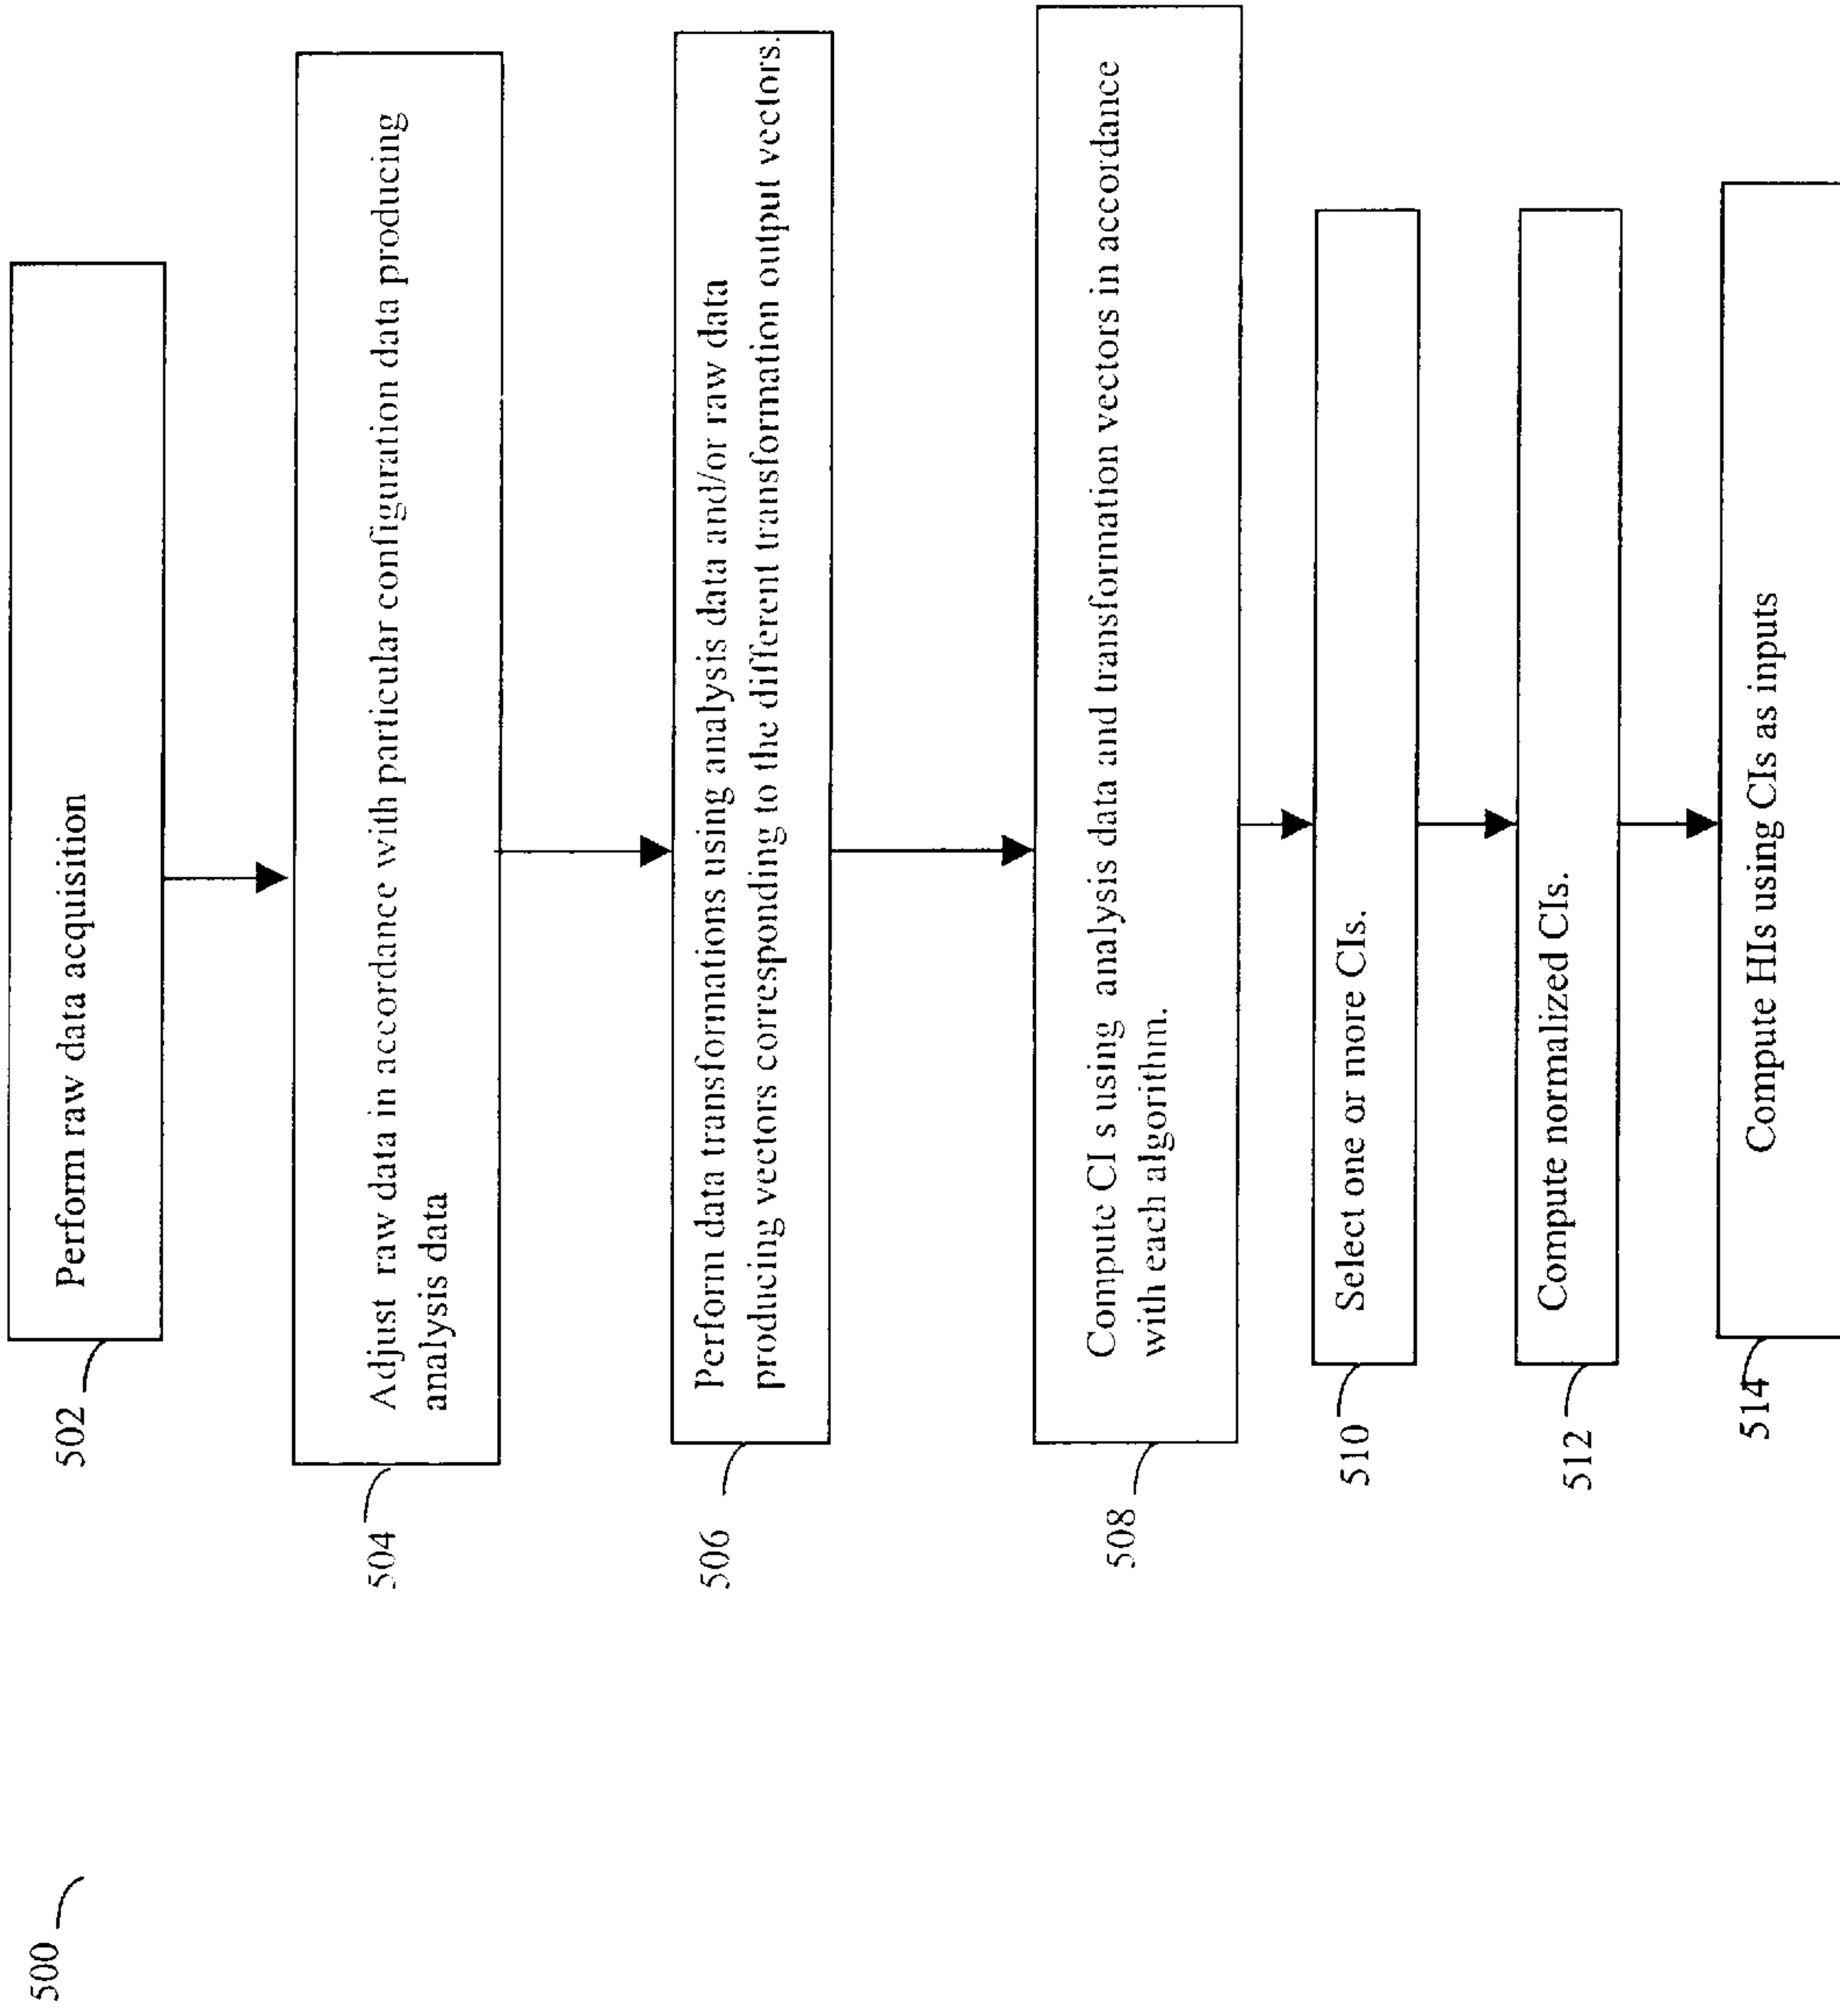 500
502
Perform raw data acquisition
504
Adjust raw data in accordance with particular configuration data producing
analysis data
506
Perform data transformations using analysis data and/or raw data
producing vectors corresponding to the different transformation output vectors.
508
Compute CI s using analysis data and transformation vectors in accordance
with each algorithm.
510
Select one or more CIs.
512
Compute normalized CIs.
514
Compute HIs using CIs as inputs